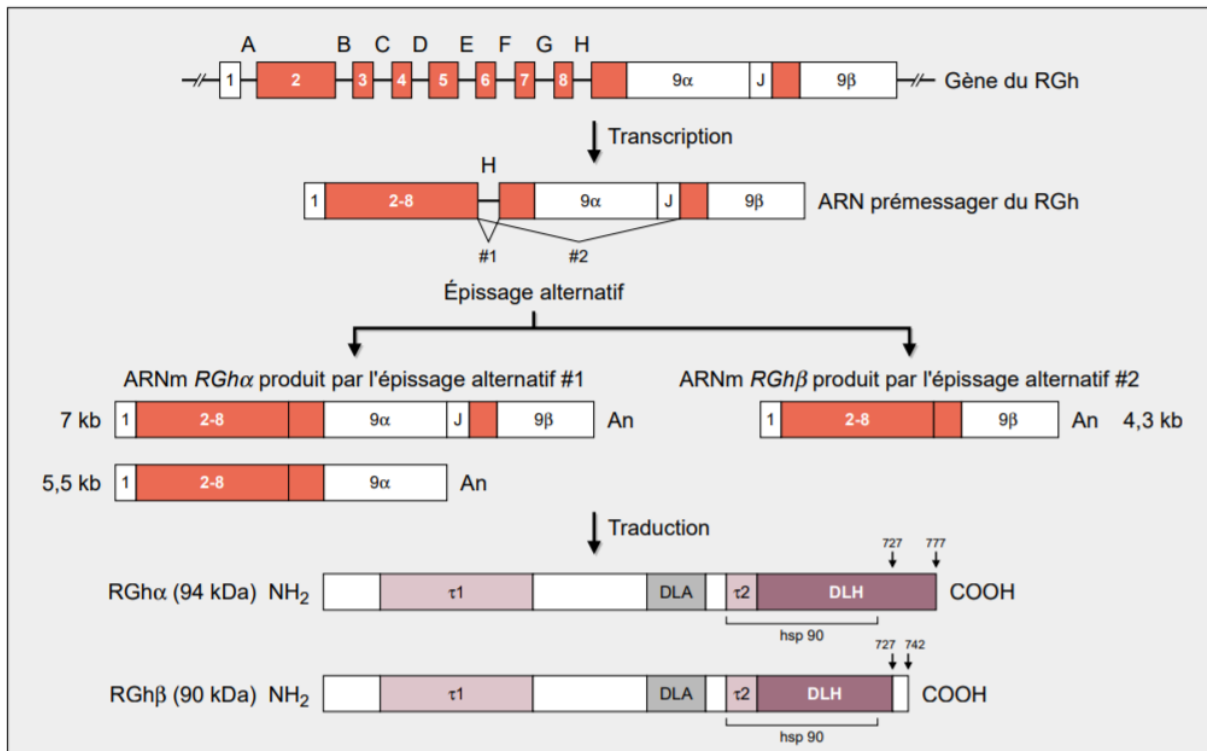 A B C D E F G H
1 2 3 4 5 6 7 8 9α J 9β Gène du RGh
Transcription
H
1 2-8 9α J 9β ARN prémessager du RGh
#1 #2
Épissage alternatif
ARNm RGhα produit par l'épissage alternatif #1
ARNm RGhβ produit par l'épissage alternatif #2
7 kb 1 2-8 9α J 9β An
1 2-8 9β An 4,3 kb
5,5 kb 1 2-8 9α An
Traduction
727 777
RGhα (94 kDa) NH₂ τ1 DLA τ2 DLH COOH
hsp 90
727 742
RGhβ (90 kDa) NH₂ τ1 DLA τ2 DLH COOH
hsp 90